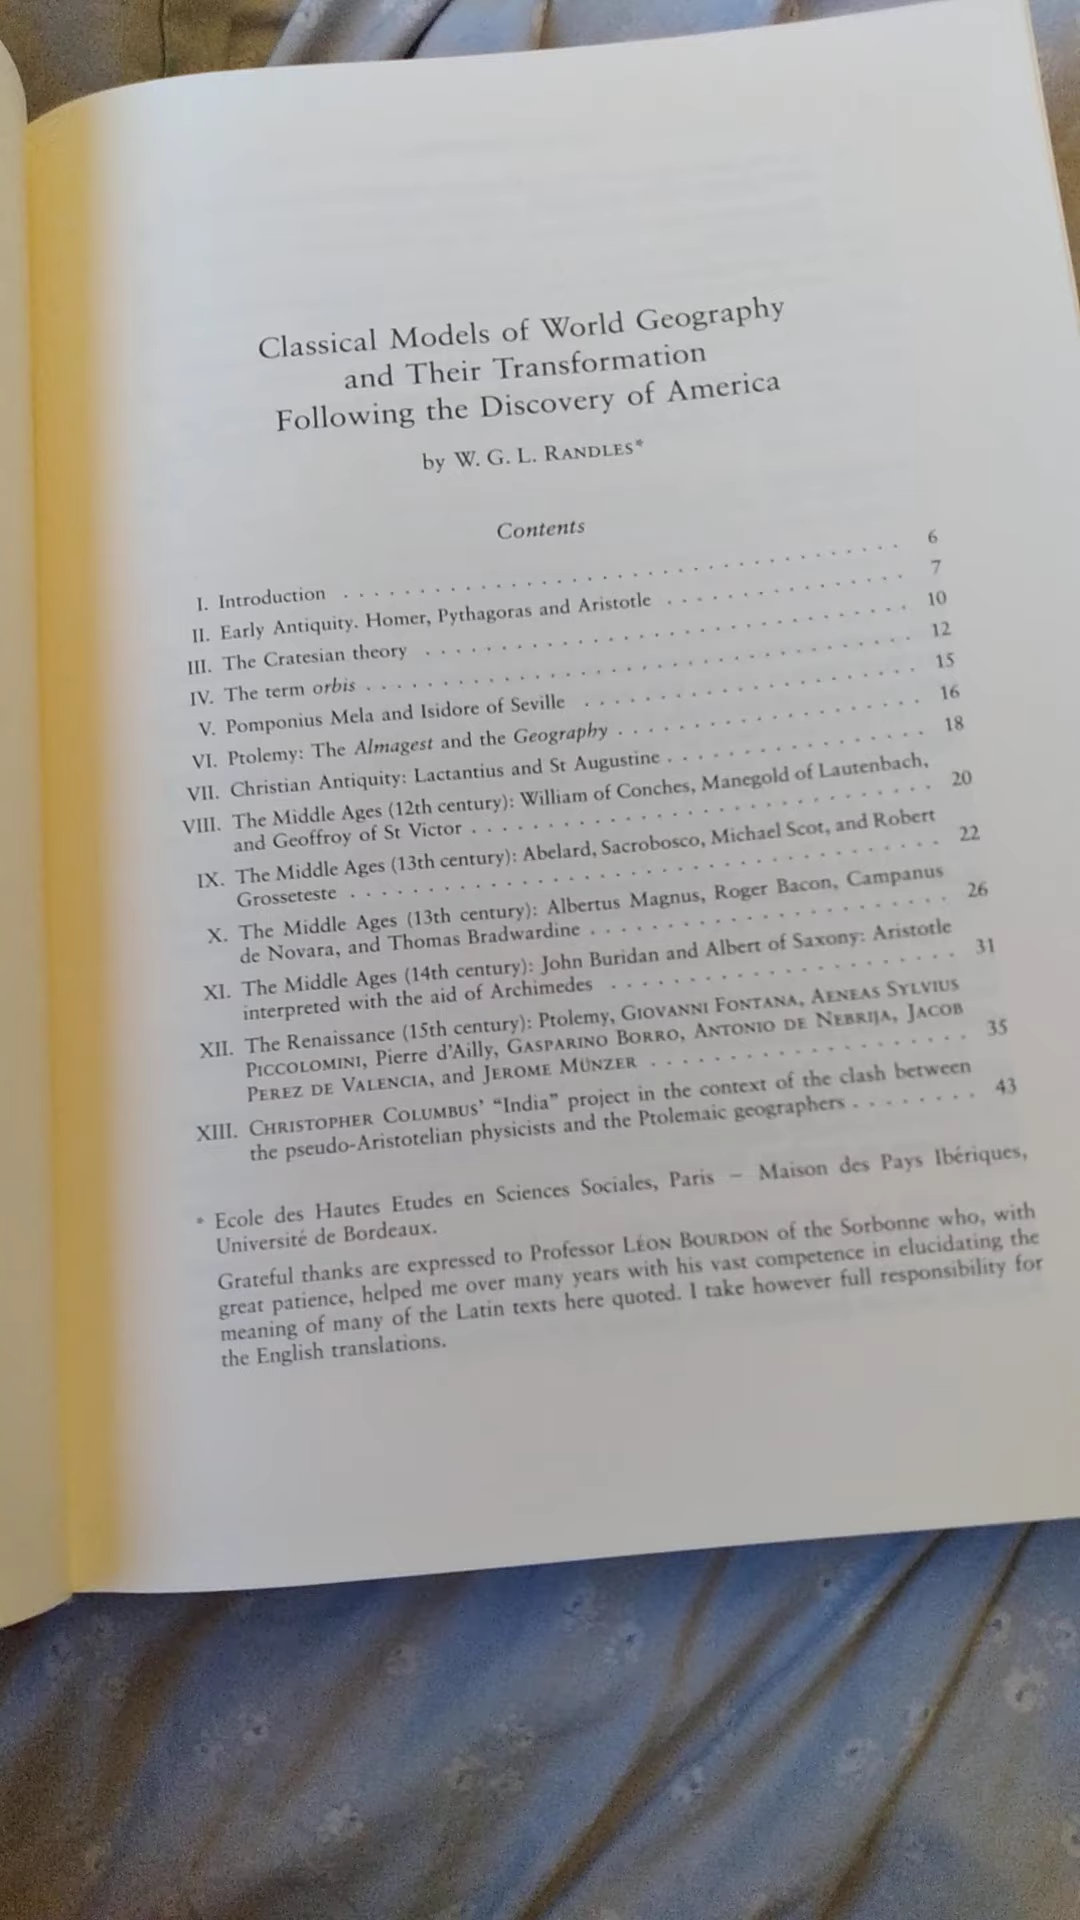 Classical Models of World Geography
and Their Transformation
Following the Discovery of America
by W. G. L. RANDLES*
Contents
I. Introduction . . . . . . . . . . . . . . . . . . . . 6
II. Early Antiquity. Homer, Pythagoras and Aristotle . . . . . . . . . . 7
III. The Cratesian theory . . . . . . . . . . . . . . . . . . . . 10
IV. The term orbis . . . . . . . . . . . . . . . . . . . . 12
V. Pomponius Mela and Isidore of Seville . . . . . . . . . . . . . . . 15
VI. Ptolemy: The Almagest and the Geography . . . . . . . . . . . . . . 16
VII. Christian Antiquity: Lactantius and St Augustine . . . . . . . . . . . . 18
VIII. The Middle Ages (12th century): William of Conches, Manegold of Lautenbach,
and Geoffroy of St Victor . . . . . . . . . . . . . . . . . . . . 20
IX. The Middle Ages (13th century): Abelard, Sacrobosco, Michael Scot, and Robert
Grosseteste . . . . . . . . . . . . . . . . . . . . 22
X. The Middle Ages (13th century): Albertus Magnus, Roger Bacon, Campanus
de Novara, and Thomas Bradwardine . . . . . . . . . . . . . . . 26
XI. The Middle Ages (14th century): John Buridan and Albert of Saxony: Aristotle
interpreted with the aid of Archimedes . . . . . . . . . . . . . . . 31
XII. The Renaissance (15th century): Ptolemy, GIOVANNI FONTANA, AENEAS SYLVIUS
PICCOLOMINI, Pierre d'Ailly, GASPARINO BORRO, ANTONIO DE NEBRIJA, JACOB
PEREZ DE VALENCIA, and JEROME MÜNZER . . . . . . . . . . . . . . 35
XIII. CHRISTOPHER COLUMBUS' “India” project in the context of the clash between
the pseudo-Aristotelian physicists and the Ptolemaic geographers . . . . . . . . 43
* Ecole des Hautes Etudes en Sciences Sociales, Paris – Maison des Pays Ibériques,
Université de Bordeaux.
Grateful thanks are expressed to Professor LÉON BOURDON of the Sorbonne who, with
great patience, helped me over many years with his vast competence in elucidating the
meaning of many of the Latin texts here quoted. I take however full responsibility for
the English translations.